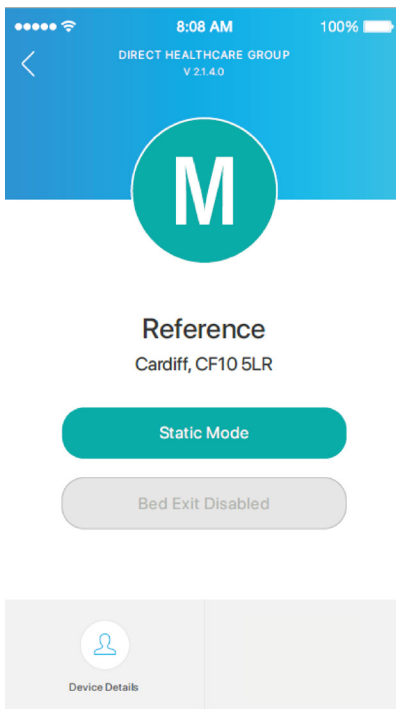 8:08 AM
100%
DIRECT HEALTHCARE GROUP
V 2.1.4.0
M
Reference
Cardiff, CF10 5LR
Static Mode
Bed Exit Disabled
Device Details